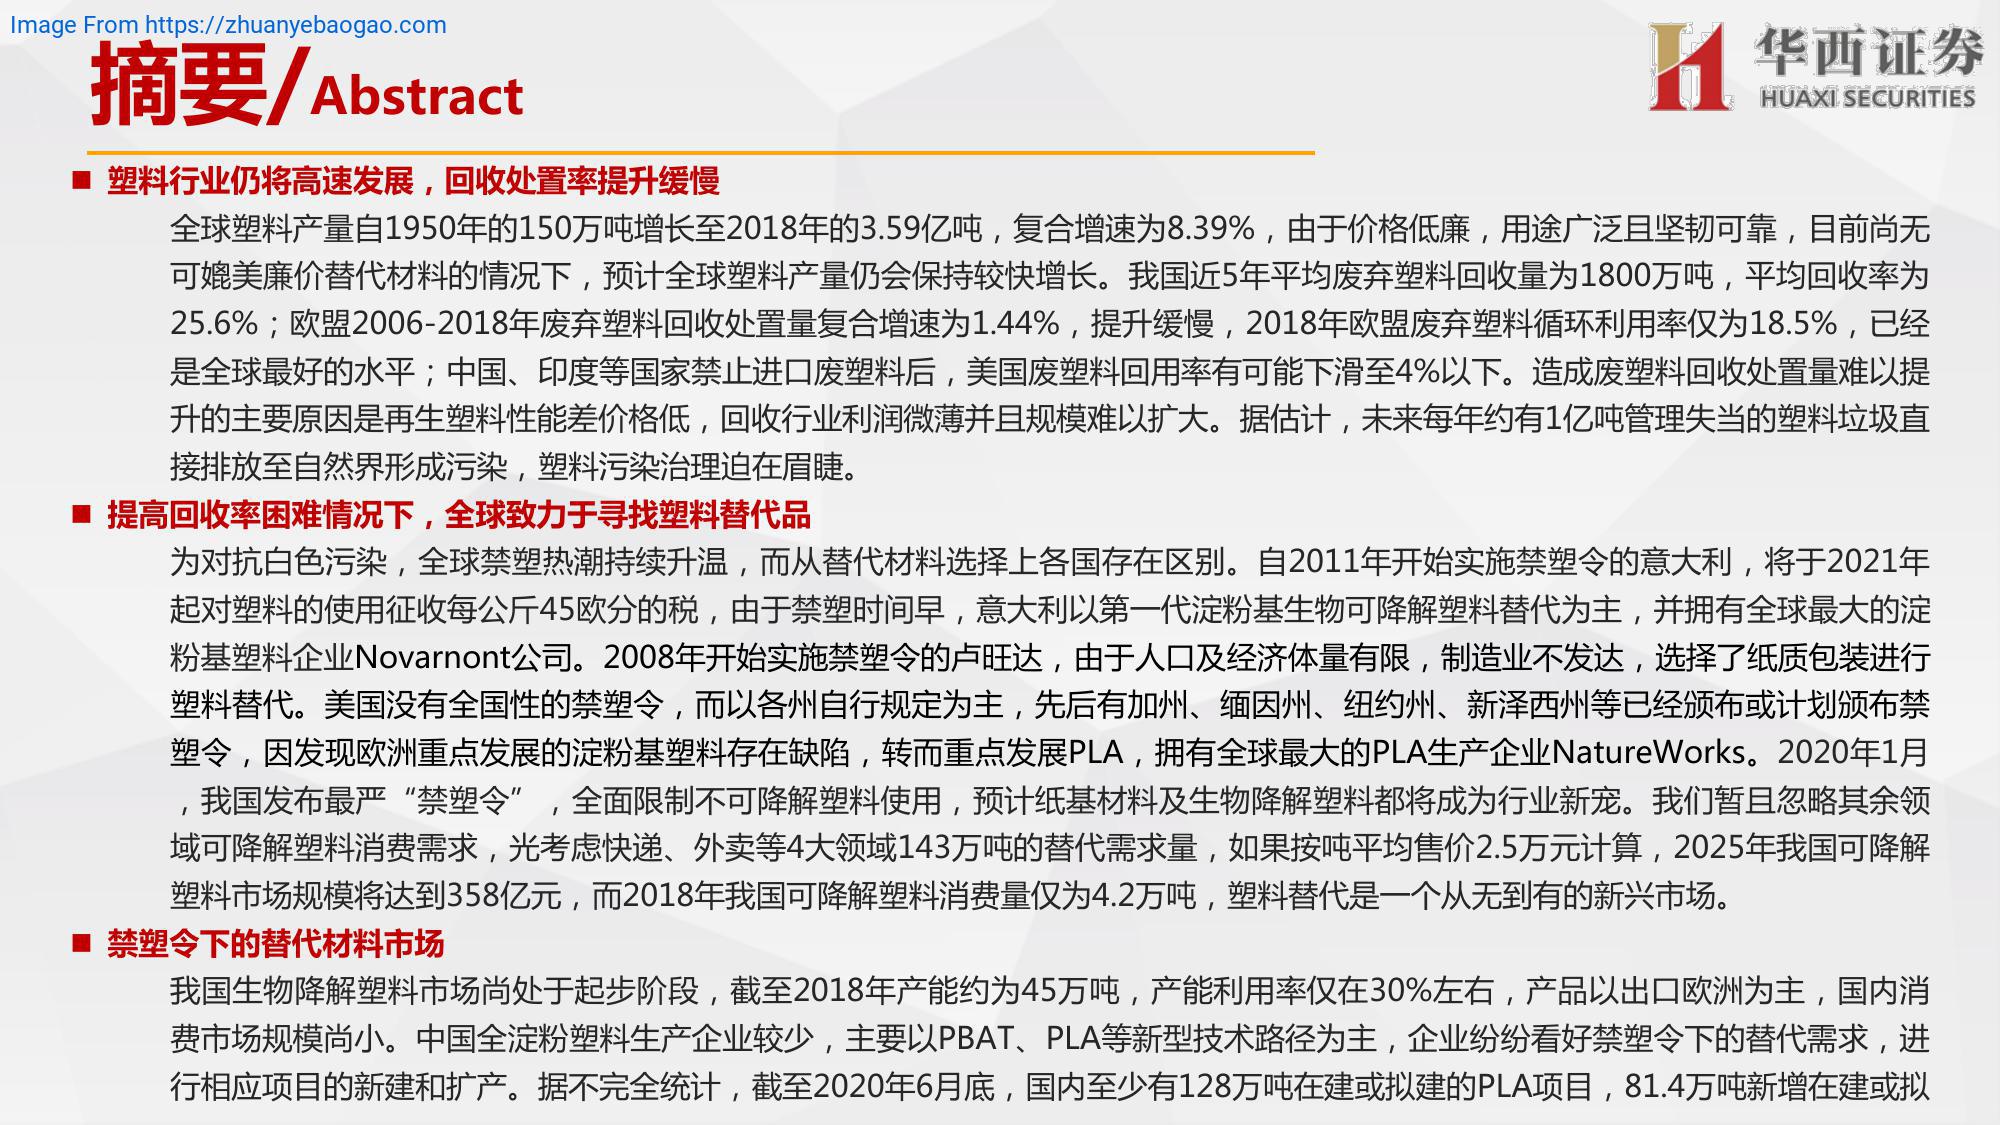 Image From https://zhuanyebaogao.com
摘要/Abstract
华西证券
HUAXI SECURITIES
■ 塑料行业仍将高速发展，回收处置率提升缓慢
全球塑料产量自1950年的150万吨增长至2018年的3.59亿吨，复合增速为8.39%，由于价格低廉，用途广泛且坚韧可靠，目前尚无
可媲美廉价替代材料的情况下，预计全球塑料产量仍会保持较快增长。我国近5年平均废弃塑料回收量为1800万吨，平均回收率为
25.6%；欧盟2006-2018年废弃塑料回收处置量复合增速为1.44%，提升缓慢，2018年欧盟废弃塑料循环利用率仅为18.5%，已经
是全球最好的水平；中国、印度等国家禁止进口废塑料后，美国废塑料回用率有可能下滑至4%以下。造成废塑料回收处置量难以提
升的主要原因是再生塑料性能差价格低，回收行业利润微薄并且规模难以扩大。据估计，未来每年约有1亿吨管理失当的塑料垃圾直
接排放至自然界形成污染，塑料污染治理迫在眉睫。
■ 提高回收率困难情况下，全球致力于寻找塑料替代品
为对抗白色污染，全球禁塑热潮持续升温，而从替代材料选择上各国存在区别。自2011年开始实施禁塑令的意大利，将于2021年
起对塑料的使用征收每公斤45欧分的税，由于禁塑时间早，意大利以第一代淀粉基生物可降解塑料替代为主，并拥有全球最大的淀
粉基塑料企业Novarnont公司。2008年开始实施禁塑令的卢旺达，由于人口及经济体量有限，制造业不发达，选择了纸质包装进行
塑料替代。美国没有全国性的禁塑令，而以各州自行规定为主，先后有加州、缅因州、纽约州、新泽西州等已经颁布或计划颁布禁
塑令，因发现欧洲重点发展的淀粉基塑料存在缺陷，转而重点发展PLA，拥有全球最大的PLA生产企业NatureWorks。2020年1月
，我国发布最严“禁塑令”，全面限制不可降解塑料使用，预计纸基材料及生物降解塑料都将成为行业新宠。我们暂且忽略其余领
域可降解塑料消费需求，光考虑快递、外卖等4大领域143万吨的替代需求量，如果按吨平均售价2.5万元计算，2025年我国可降解
塑料市场规模将达到358亿元，而2018年我国可降解塑料消费量仅为4.2万吨，塑料替代是一个从无到有的新兴市场。
■ 禁塑令下的替代材料市场
我国生物降解塑料市场尚处于起步阶段，截至2018年产能约为45万吨，产能利用率仅在30%左右，产品以出口欧洲为主，国内消
费市场规模尚小。中国全淀粉塑料生产企业较少，主要以PBAT、PLA等新型技术路径为主，企业纷纷看好禁塑令下的替代需求，进
行相应项目的新建和扩产。据不完全统计，截至2020年6月底，国内至少有128万吨在建或拟建的PLA项目，81.4万吨新增在建或拟